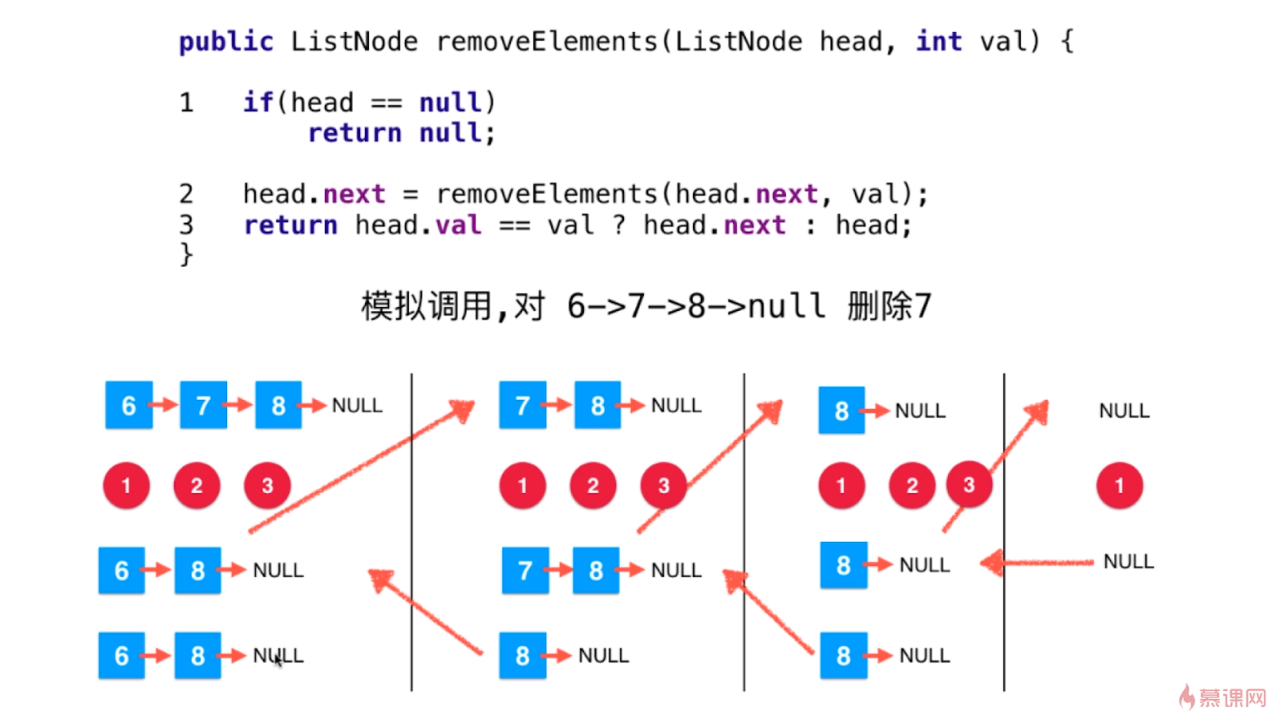 public ListNode removeElements(ListNode head, int val) {
1 if(head == null)
return null;
2 head.next = removeElements(head.next, val);
3 return head.val == val ? head.next : head;
}
模拟调用,对 6->7->8->null 删除7
6 7 8 NULL
7 8 NULL
8 NULL
NULL
1 2 3
1 2 3
1 2 3
1
6 8 NULL
7 8 NULL
8 NULL
NULL
6 8 NULL
8 NULL
8 NULL
慕课网